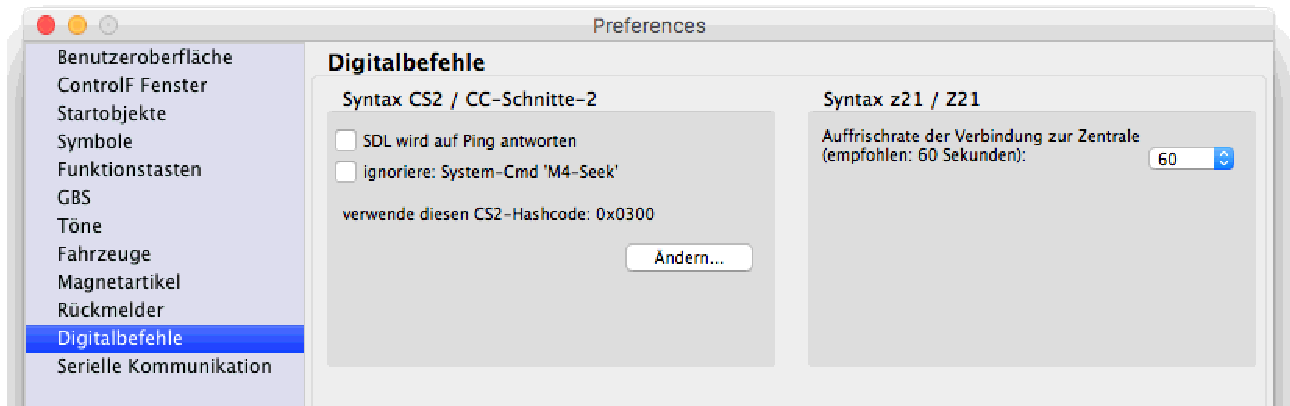 Preferences
Benutzeroberfläche
ControlF Fenster
Startobjekte
Symbole
Funktionstasten
GBS
Töne
Fahrzeuge
Magnetartikel
Rückmelder
Digitalbefehle
Serielle Kommunikation
Digitalbefehle
Syntax CS2 / CC-Schnitte-2
SDL wird auf Ping antworten
ignoriere: System-Cmd 'M4-Seek'
verwende diesen CS2-Hashcode: 0x0300
Ändern...
Syntax z21 / Z21
Auffrischrate der Verbindung zur Zentrale
(empfohlen: 60 Sekunden):
60